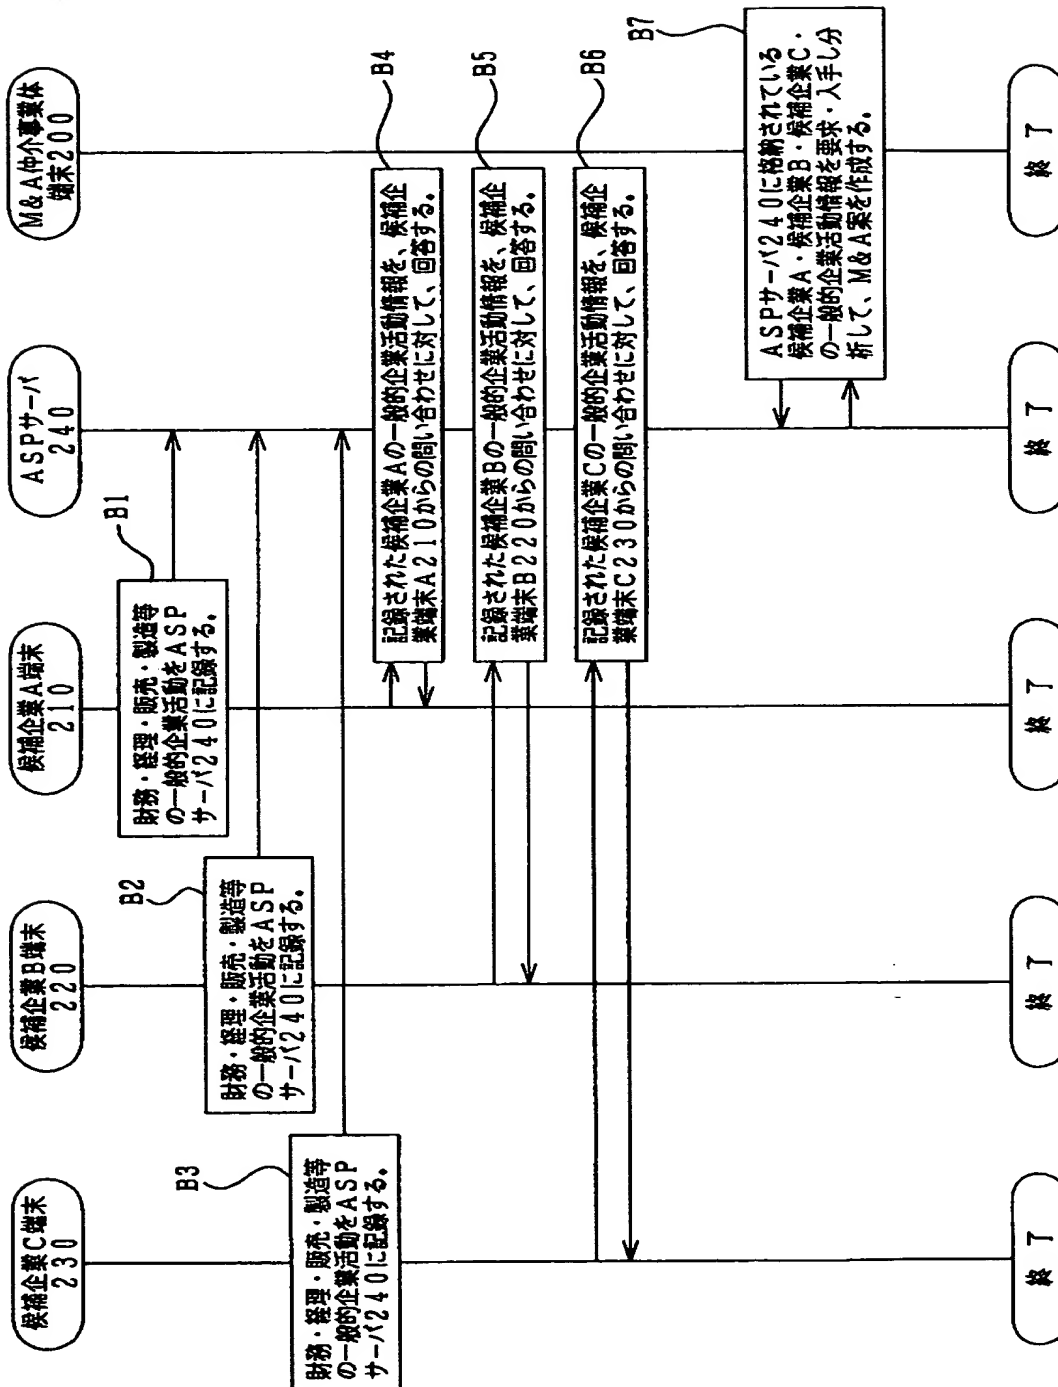 候補企業C端末
230
候補企業B端末
220
候補企業A端末
210
ASPサーバ
240
M&A仲介事業体
端末200
B1
財務・経理・販売・製造等
の一般的企業活動をASP
サーバ240に記録する。
B2
財務・経理・販売・製造等
の一般的企業活動をASP
サーバ240に記録する。
B3
財務・経理・販売・製造等
の一般的企業活動をASP
サーバ240に記録する。
B4
記録された候補企業Aの一般的企業活動情報を、候補企
業端末A210からの問い合わせに対して、回答する。
B5
記録された候補企業Bの一般的企業活動情報を、候補企
業端末B220からの問い合わせに対して、回答する。
B6
記録された候補企業Cの一般的企業活動情報を、候補企
業端末C230からの問い合わせに対して、回答する。
B7
ASPサーバ240に格納されている
候補企業A・候補企業B・候補企業C・
の一般的企業活動情報を要求・入手し分
析して、M&A案を作成する。
終了
終了
終了
終了
終了